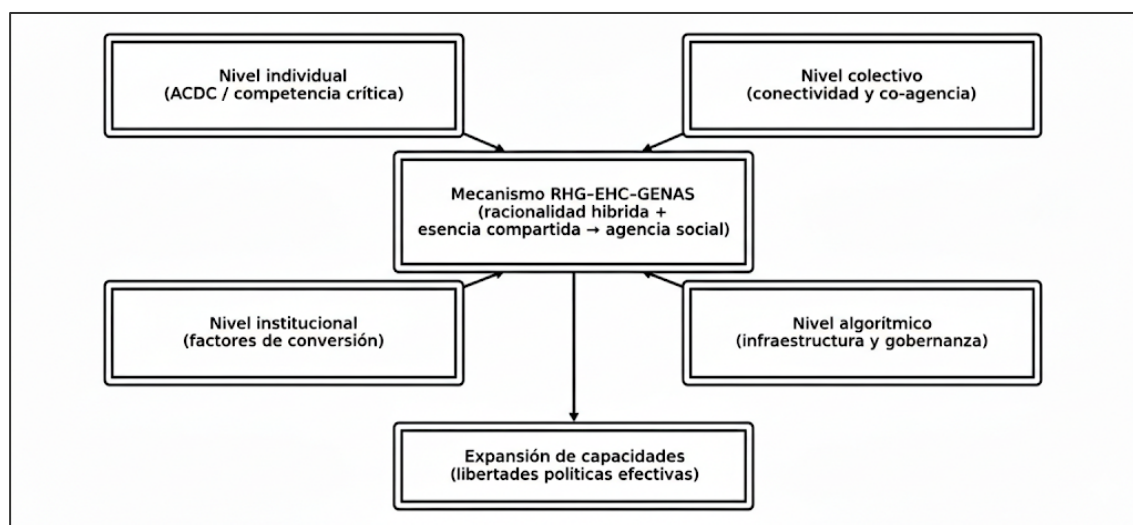 Nivel individual
(ACDC / competencia crítica)
Nivel colectivo
(conectividad y co-agencia)
Mecanismo RHG–EHC–GENAS
(racionalidad hibrida +
esencia compartida → agencia social)
Nivel institucional
(factores de conversión)
Nivel algorítmico
(infraestructura y gobernanza)
Expansión de capacidades
(libertades politicas efectivas)